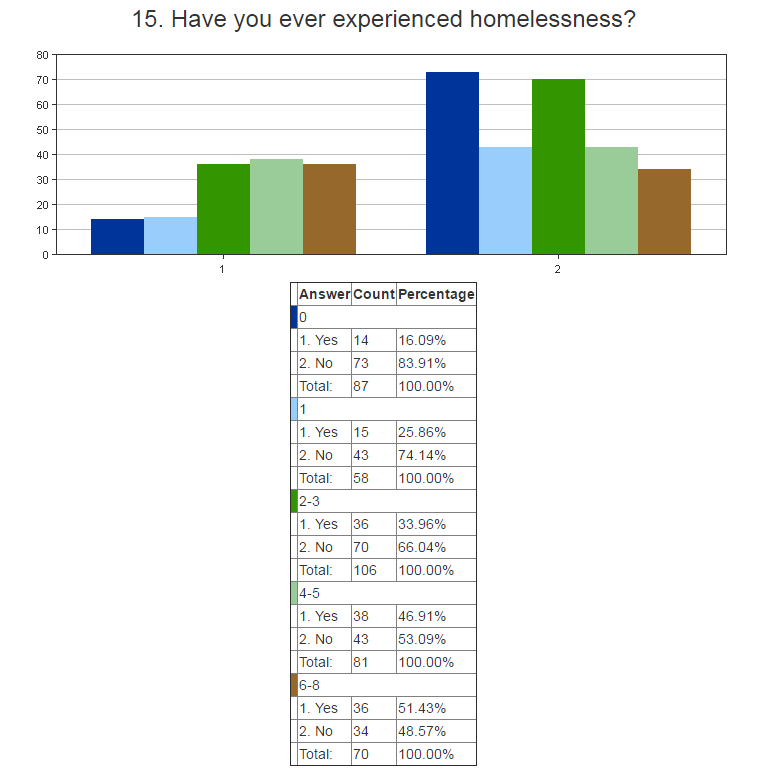 15. Have you ever experienced homelessness?
80
70
60
50
40
30
20
10
0
1 2
Answer Count Percentage
0
1. Yes 14 16.09%
2. No 73 83.91%
Total: 87 100.00%
1
1. Yes 15 25.86%
2. No 43 74.14%
Total: 58 100.00%
2-3
1. Yes 36 33.96%
2. No 70 66.04%
Total: 106 100.00%
4-5
1. Yes 38 46.91%
2. No 43 53.09%
Total: 81 100.00%
6-8
1. Yes 36 51.43%
2. No 34 48.57%
Total: 70 100.00%